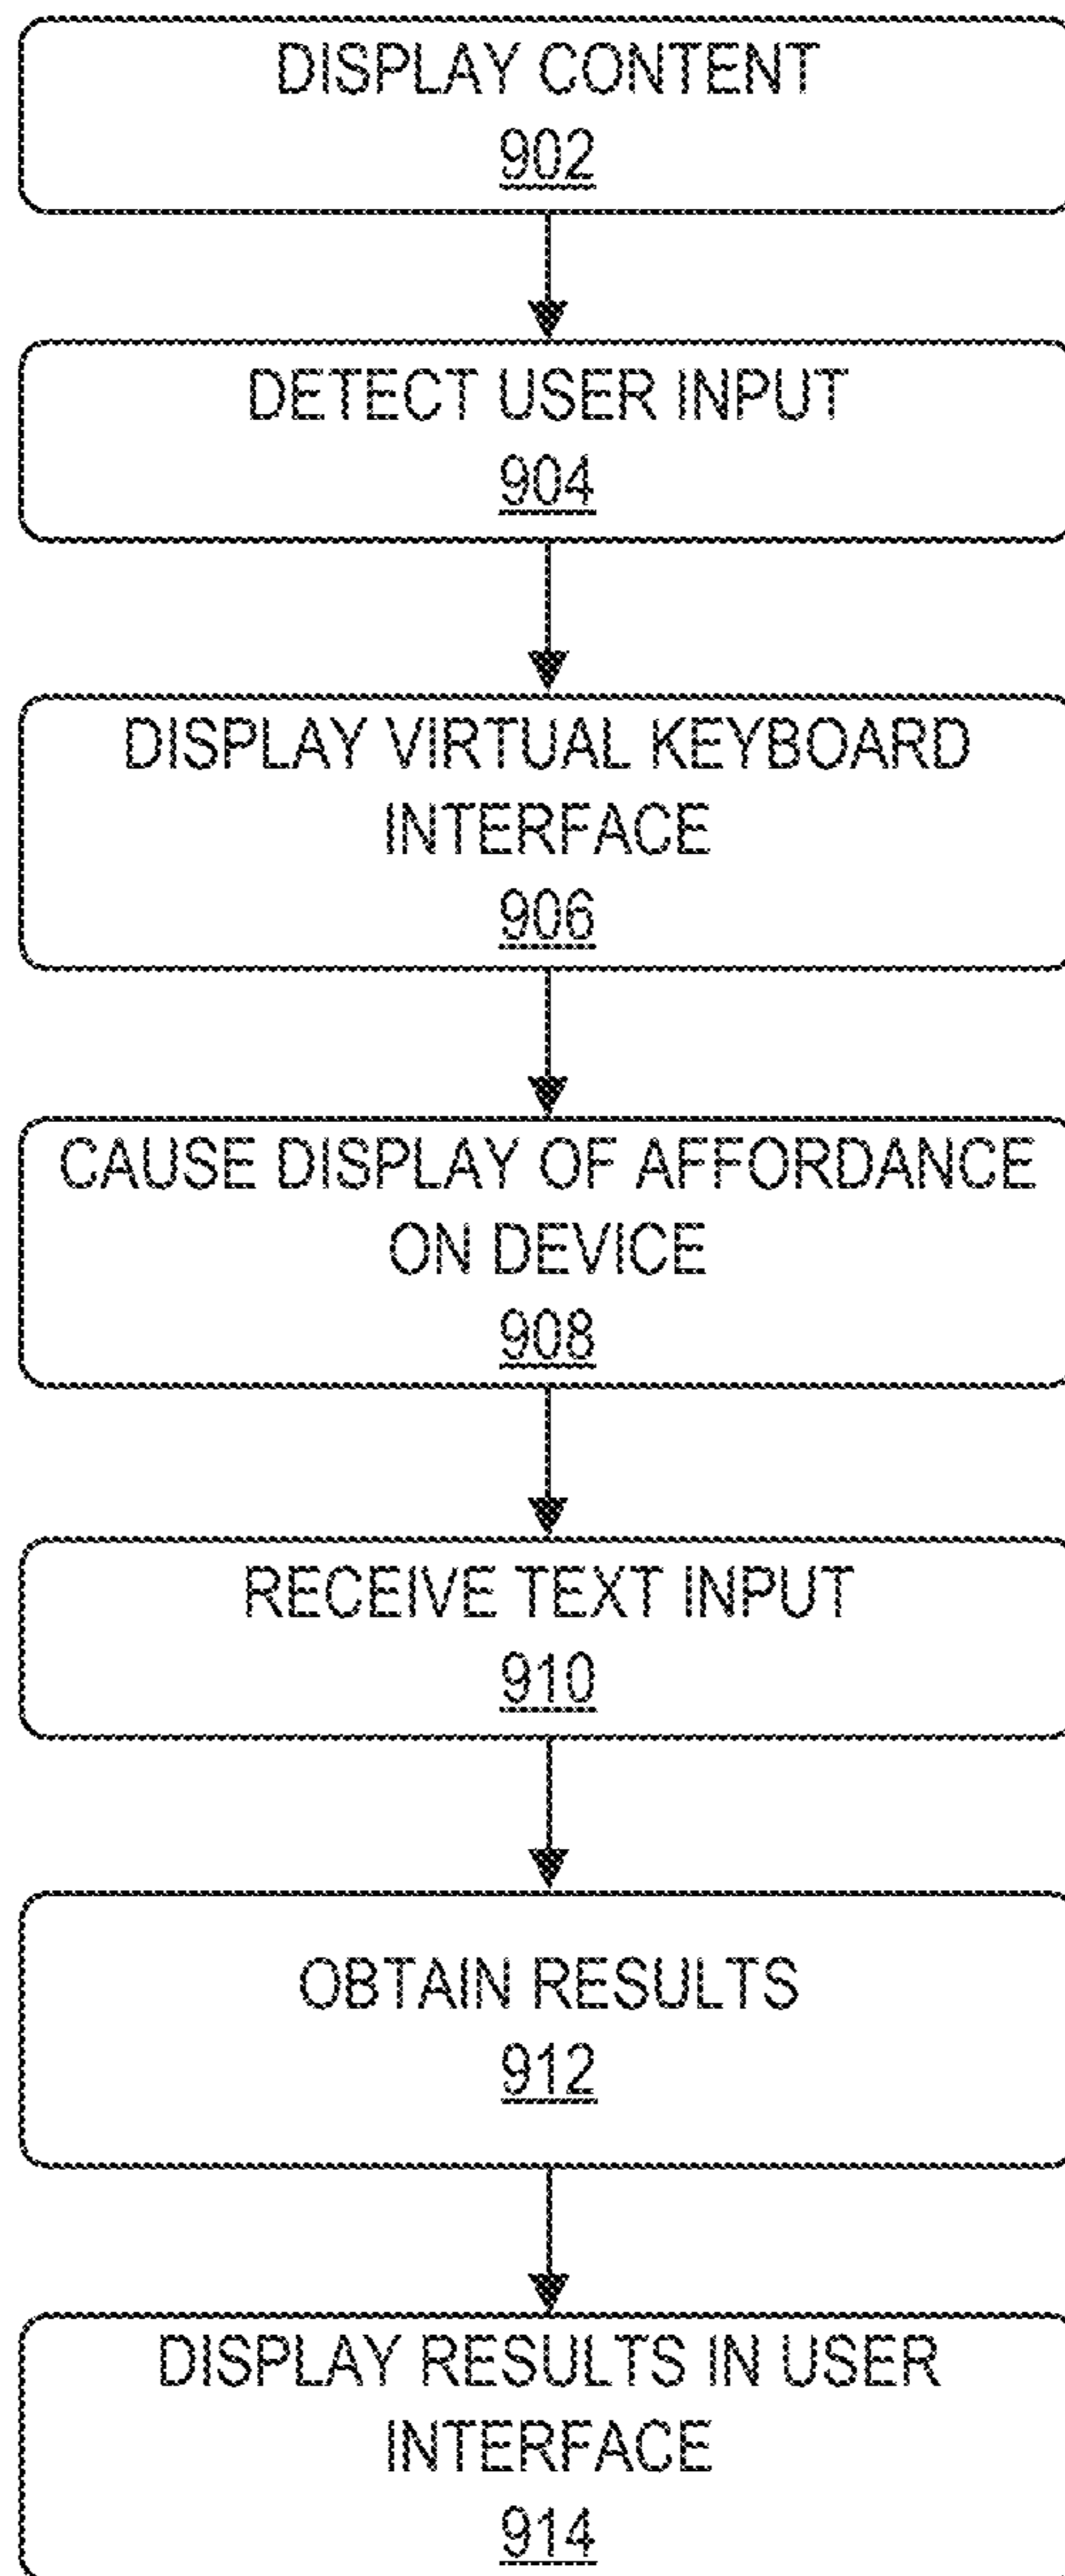 DISPLAY CONTENT
902
DETECT USER INPUT
904
DISPLAY VIRTUAL KEYBOARD
INTERFACE
906
CAUSE DISPLAY OF AFFORDANCE
ON DEVICE
908
RECEIVE TEXT INPUT
910
OBTAIN RESULTS
912
DISPLAY RESULTS IN USER
INTERFACE
914